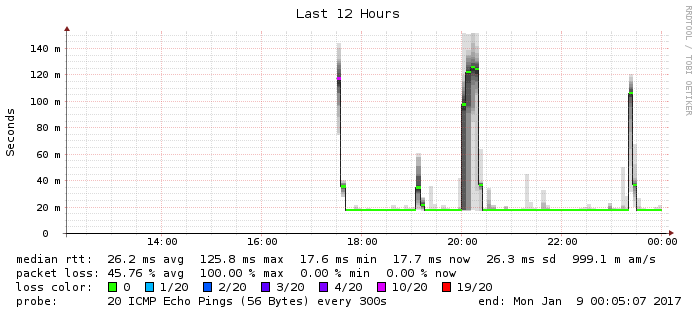 Last 12 Hours
RRDTOOL / TOBI OETIKER
Seconds
140 m
120 m
100 m
80 m
60 m
40 m
20 m
0
14:00 16:00 18:00 20:00 22:00 00:00
median rtt: 26.2 ms avg 125.8 ms max 17.6 ms min 17.7 ms now 26.3 ms sd 999.1 m am/s
packet loss: 45.76 % avg 100.00 % max 0.00 % min 0.00 % now
loss color: 0 1/20 2/20 3/20 4/20 10/20 19/20
probe: 20 ICMP Echo Pings (56 Bytes) every 300s end: Mon Jan 9 00:05:07 2017